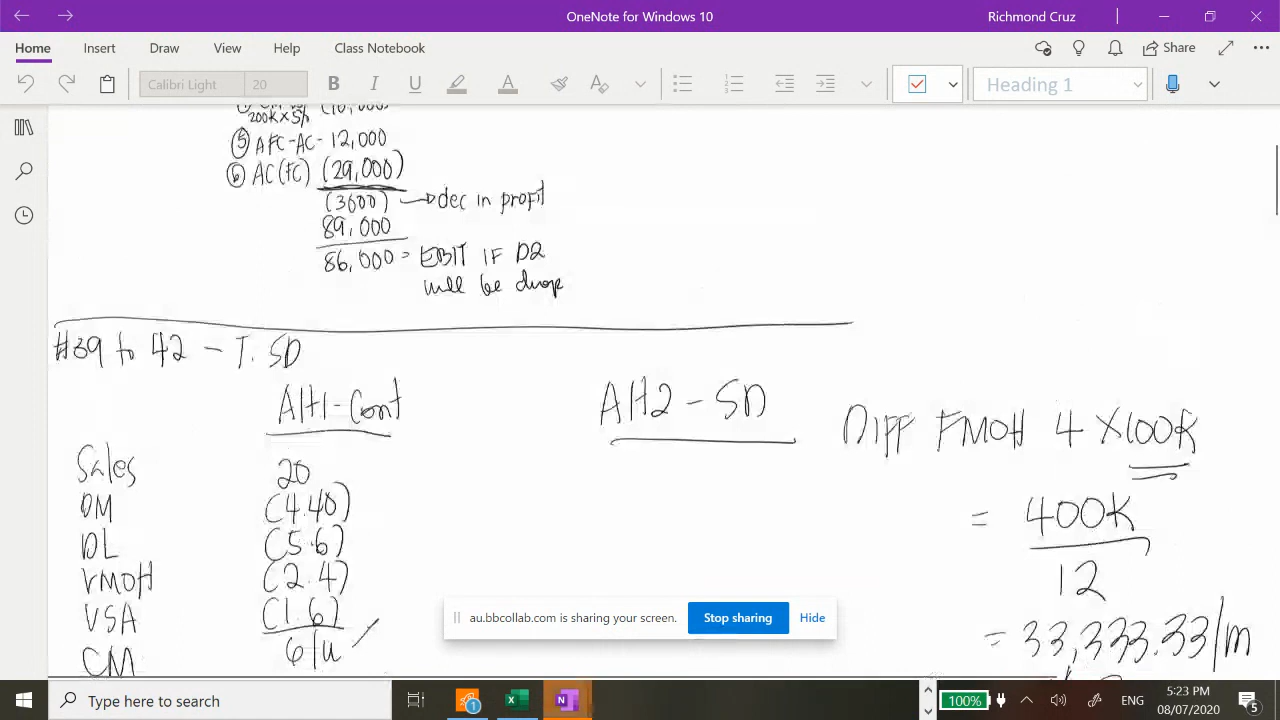 OneNote for Windows 10
Richmond Cruz
Home Insert Draw View Help Class Notebook
Share
Calibri Light 20 B I U A Heading 1
200K x 5%
⑤ AFC-AC- 12,000
⑥ AC(FC) (29,000)
(3600) → dec in profit
89,000
86,000 = EBIT IF D2
will be drop
#39 to 42 - T. SD
Alt1-Cont
Alt2-SD
DIFF FMOH 4 X100K
Sales 20
DM (4.40)
= 400K
DL (5.6)
12
VMOH (2.4)
VSA (1.6)
= 33,333.33/m
CM 6/u
au.bbcollab.com is sharing your screen. Stop sharing Hide
Type here to search
1
100%
ENG
5:23 PM
08/07/2020
5